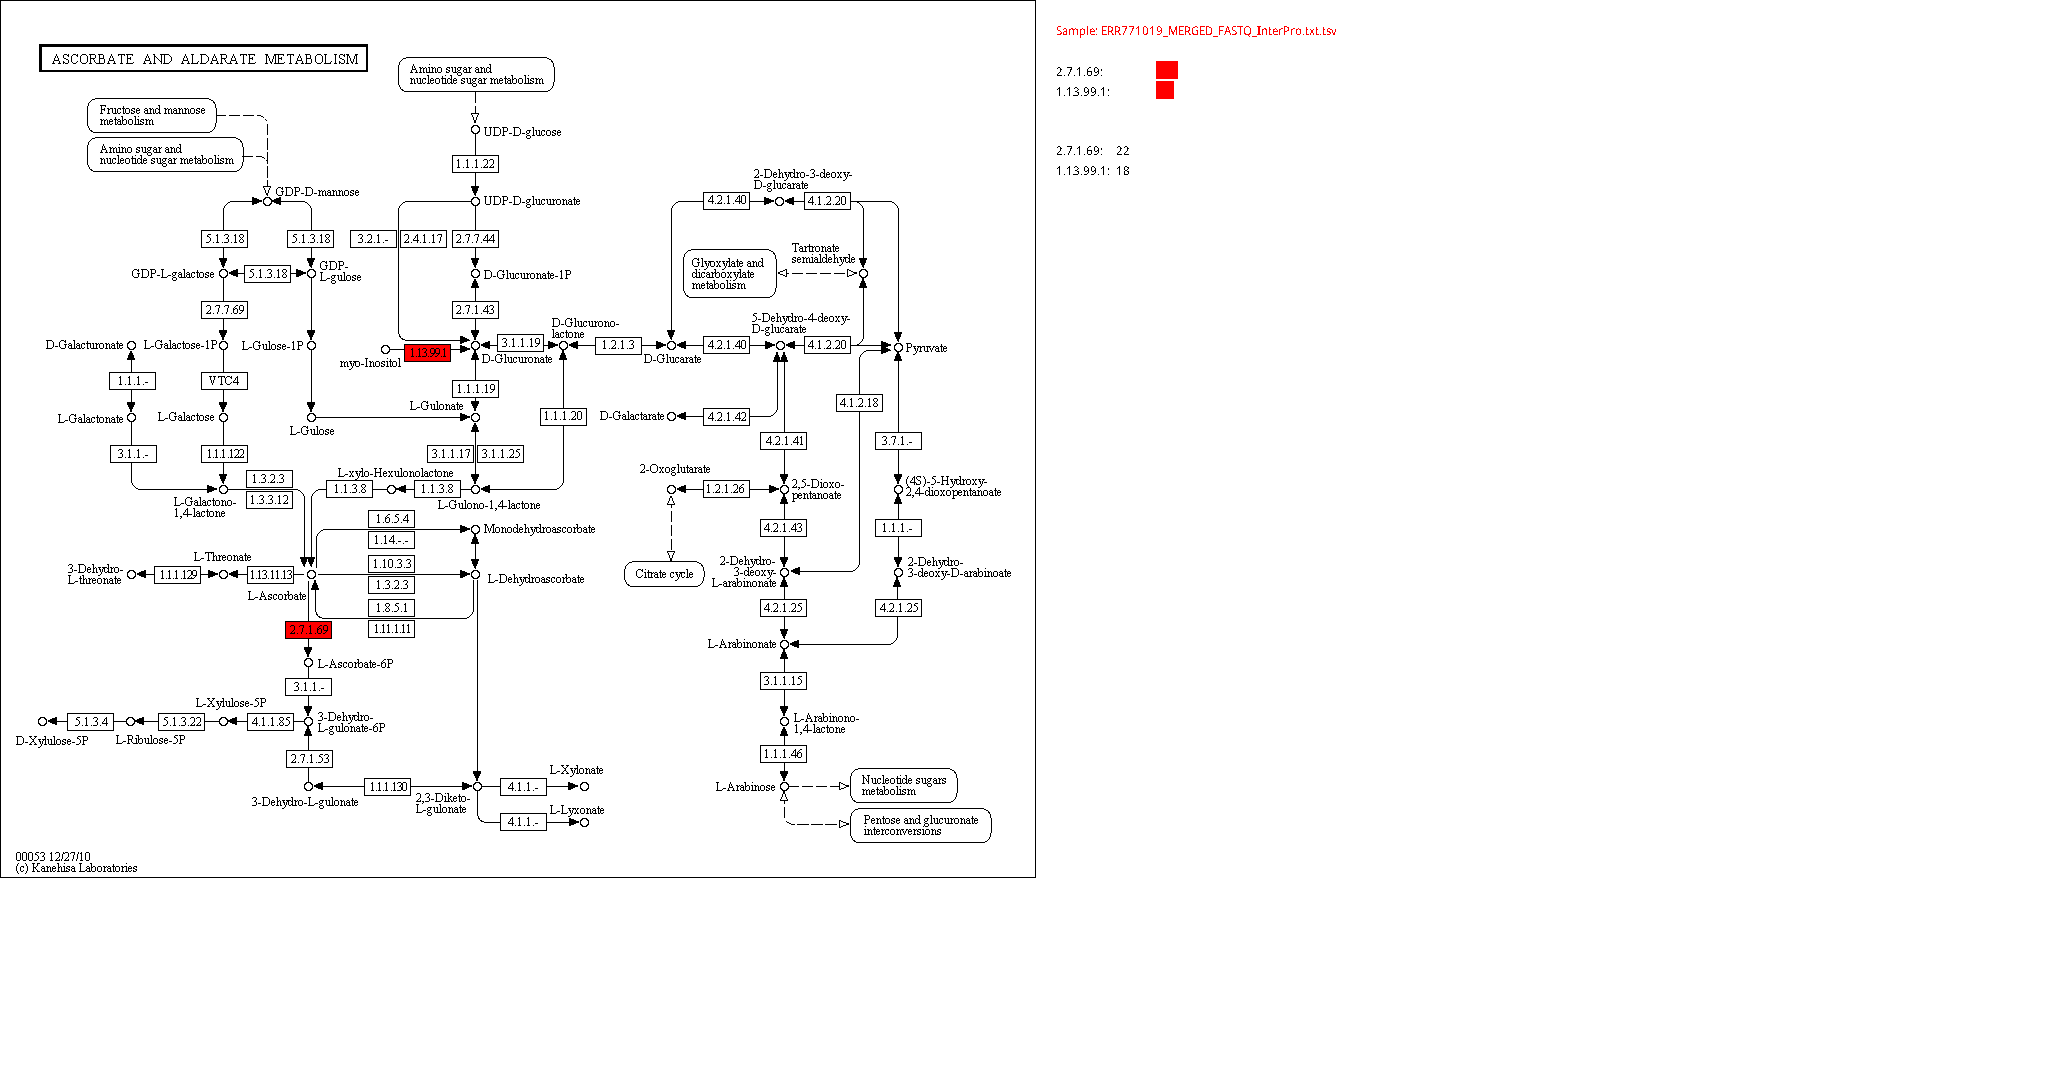 ASCORBATE AND ALDARATE METABOLISM
Amino sugar and
nucleotide sugar metabolism
Fructose and mannose
metabolism
Amino sugar and
nucleotide sugar metabolism
UDP-D-glucose
1.1.1.22
GDP-D-mannose
UDP-D-glucuronate
2-Dehydro-3-deoxy-
D-glucarate
4.2.1.40
4.1.2.20
5.1.3.18
5.1.3.18
3.2.1.-
2.4.1.17
2.7.7.44
Tartronate
semialdehyde
Glyoxylate and
dicarboxylate
metabolism
GDP-L-galactose
5.1.3.18
GDP-
L-gulose
D-Glucuronate-1P
2.7.7.69
2.7.1.43
D-Glucurono-
lactone
5-Dehydro-4-deoxy-
D-glucarate
D-Galacturonate
L-Galactose-1P
L-Gulose-1P
myo-Inositol
1.13.99.1
3.1.1.19
D-Glucuronate
1.2.1.3
D-Glucarate
4.2.1.40
4.1.2.20
Pyruvate
1.1.1.-
VTC4
1.1.1.19
4.1.2.18
L-Galactonate
L-Galactose
L-Gulose
L-Gulonate
1.1.1.20
D-Galactarate
4.2.1.42
4.2.1.41
3.7.1.-
3.1.1.-
1.1.1.122
3.1.1.17
3.1.1.25
L-xylo-Hexulonolactone
1.3.2.3
1.3.3.12
1.1.3.8
1.1.3.8
2-Oxoglutarate
1.2.1.26
2,5-Dioxo-
pentanoate
(4S)-5-Hydroxy-
2,4-dioxopentanoate
L-Galactono-
1,4-lactone
L-Gulono-1,4-lactone
1.6.5.4
1.14.-.-
Monodehydroascorbate
4.2.1.43
1.1.1.-
L-Threonate
3-Dehydro-
L-threonate
1.1.1.129
1.13.11.13
L-Ascorbate
1.10.3.3
1.3.2.3
L-Dehydroascorbate
Citrate cycle
2-Dehydro-
3-deoxy-
L-arabinonate
2-Dehydro-
3-deoxy-D-arabinoate
1.8.5.1
1.11.1.11
4.2.1.25
4.2.1.25
2.7.1.69
L-Arabinonate
L-Ascorbate-6P
3.1.1.-
3.1.1.15
L-Xylulose-5P
5.1.3.4
5.1.3.22
4.1.1.85
3-Dehydro-
L-gulonate-6P
D-Xylulose-5P
L-Ribulose-5P
L-Arabinono-
1,4-lactone
2.7.1.53
1.1.1.46
3-Dehydro-L-gulonate
1.1.1.130
2,3-Diketo-
L-gulonate
4.1.1.-
L-Xylonate
4.1.1.-
L-Lyxonate
L-Arabinose
Nucleotide sugars
metabolism
Pentose and glucuronate
interconversions
00053 12/27/10
(c) Kanehisa Laboratories
Sample: ERR771019_MERGED_FASTQ_InterPro.txt.tsv
2.7.1.69:
1.13.99.1:
2.7.1.69: 22
1.13.99.1: 18